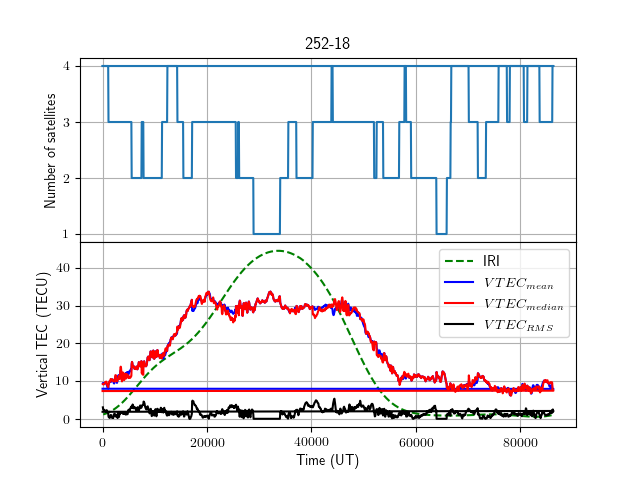 252-18
Number of satellites
4
3
2
1
Vertical TEC (TECU)
40
30
20
10
0
IRI
VTEC_mean
VTEC_median
VTEC_RMS
0 20000 40000 60000 80000
Time (UT)